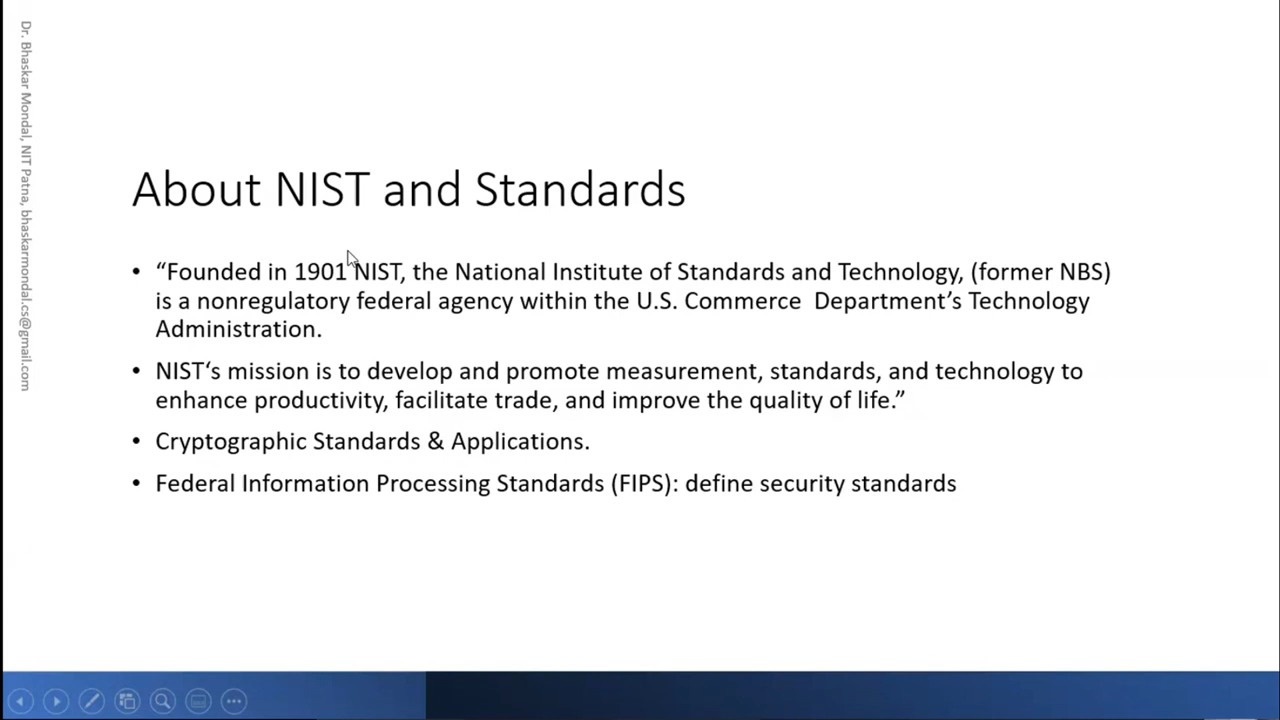 Dr. Bhaskar Mondal, NIT Patna, bhaskarmondal.cs@gmail.com
About NIST and Standards
• “Founded in 1901 NIST, the National Institute of Standards and Technology, (former NBS)
is a nonregulatory federal agency within the U.S. Commerce  Department’s Technology
Administration.
• NIST‘s mission is to develop and promote measurement, standards, and technology to
enhance productivity, facilitate trade, and improve the quality of life.”
• Cryptographic Standards & Applications.
• Federal Information Processing Standards (FIPS): define security standards